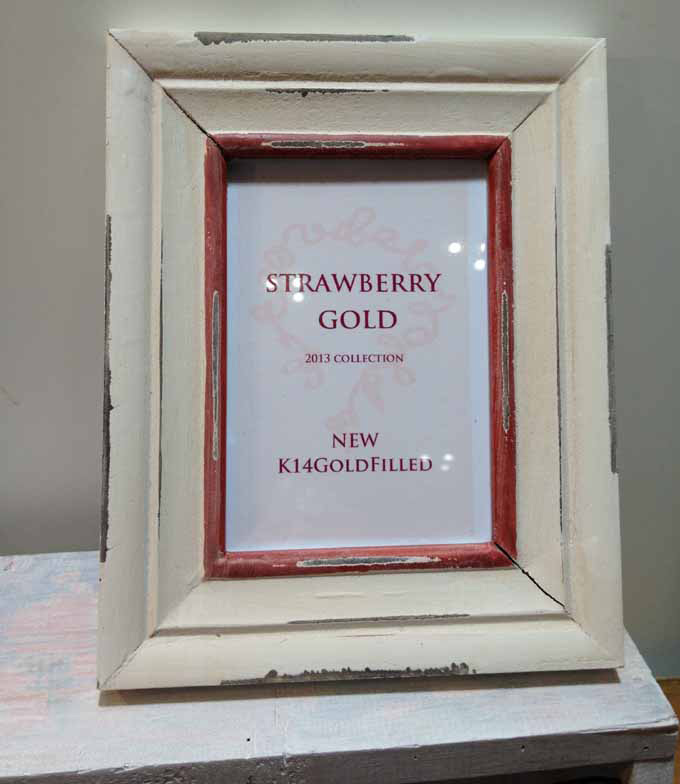 STRAWBERRY
GOLD
2013 COLLECTION
NEW
K14GOLDFILLED